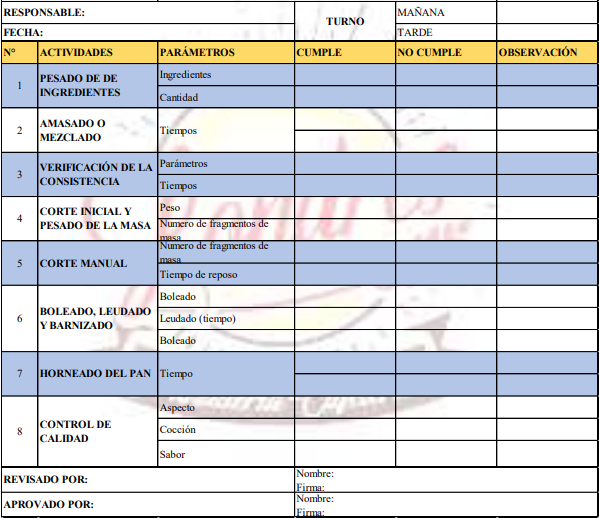 RESPONSABLE:
TURNO
MAÑANA
FECHA:
TARDE
N° ACTIVIDADES PARÁMETROS CUMPLE NO CUMPLE OBSERVACIÓN
1
PESADO DE DE
INGREDIENTES
Ingredientes
Cantidad
2
AMASADO O
MEZCLADO
Tiempos
3
VERIFICACIÓN DE LA
CONSISTENCIA
Parámetros
Tiempos
4
CORTE INICIAL Y
PESADO DE LA MASA
Peso
Numero de fragmentos de
masa
5
CORTE MANUAL
Numero de fragmentos de
masa
Tiempo de reposo
6
BOLEADO, LEUDADO
Y BARNIZADO
Boleado
Leudado (tiempo)
Boleado
7
HORNEADO DEL PAN
Tiempo
8
CONTROL DE
CALIDAD
Aspecto
Cocción
Sabor
REVISADO POR:
Nombre:
Firma:
APROVADO POR:
Nombre:
Firma: